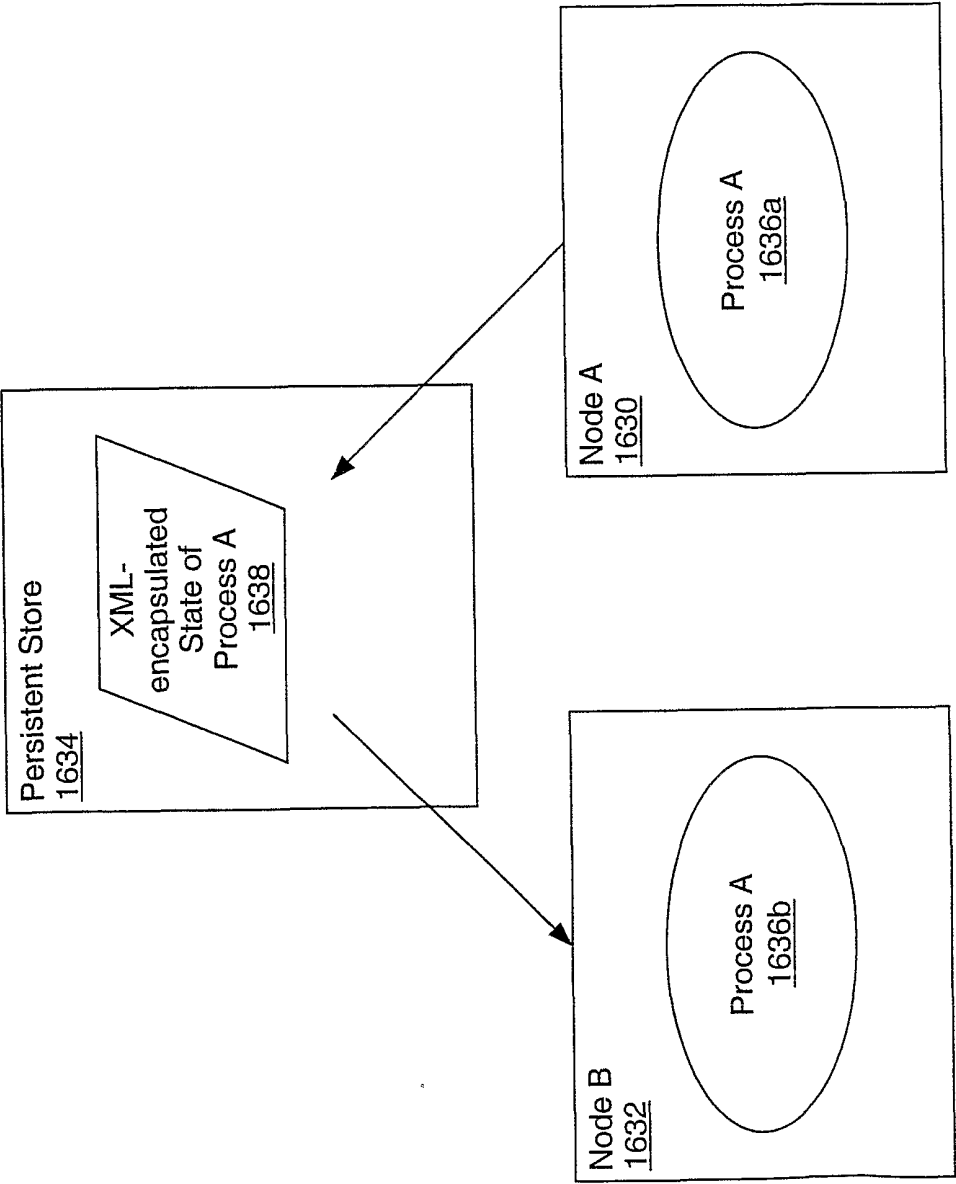 Persistent Store
1634
XML-
encapsulated
State of
Process A
1638
Node B
1632
Process A
1636b
Node A
1630
Process A
1636a